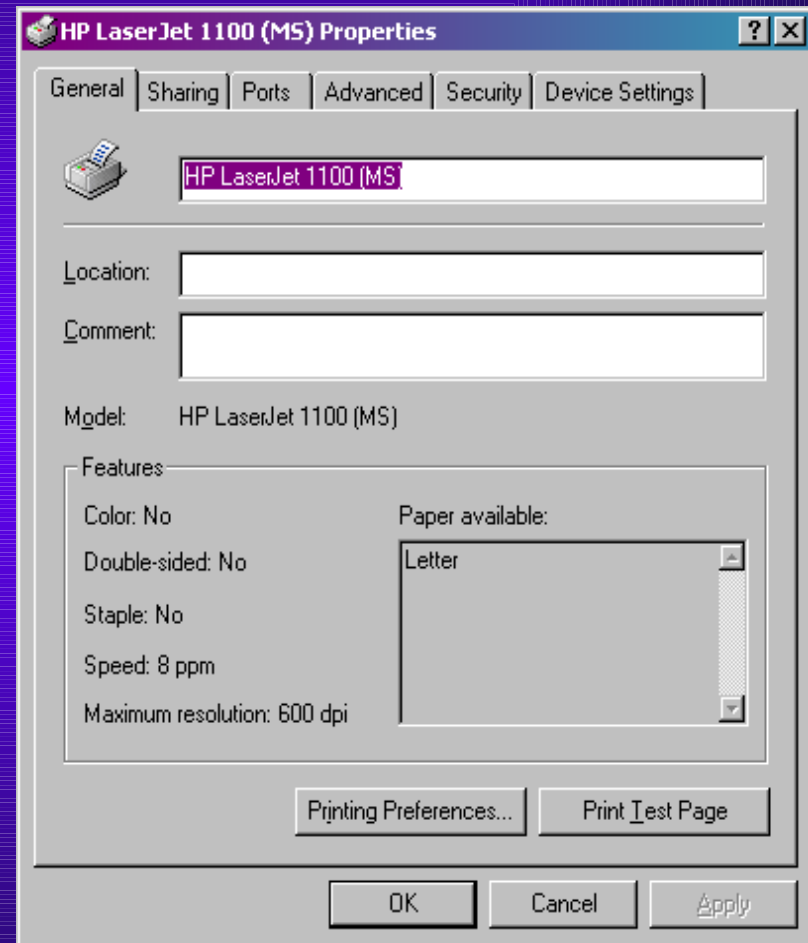 HP LaserJet 1100 (MS) Properties
General Sharing Ports Advanced Security Device Settings
HP LaserJet 1100 (MS)
Location:
Comment:
Model: HP LaserJet 1100 (MS)
Features
Color: No
Paper available:
Double-sided: No
Letter
Staple: No
Speed: 8 ppm
Maximum resolution: 600 dpi
Printing Preferences... Print Test Page
OK Cancel Apply